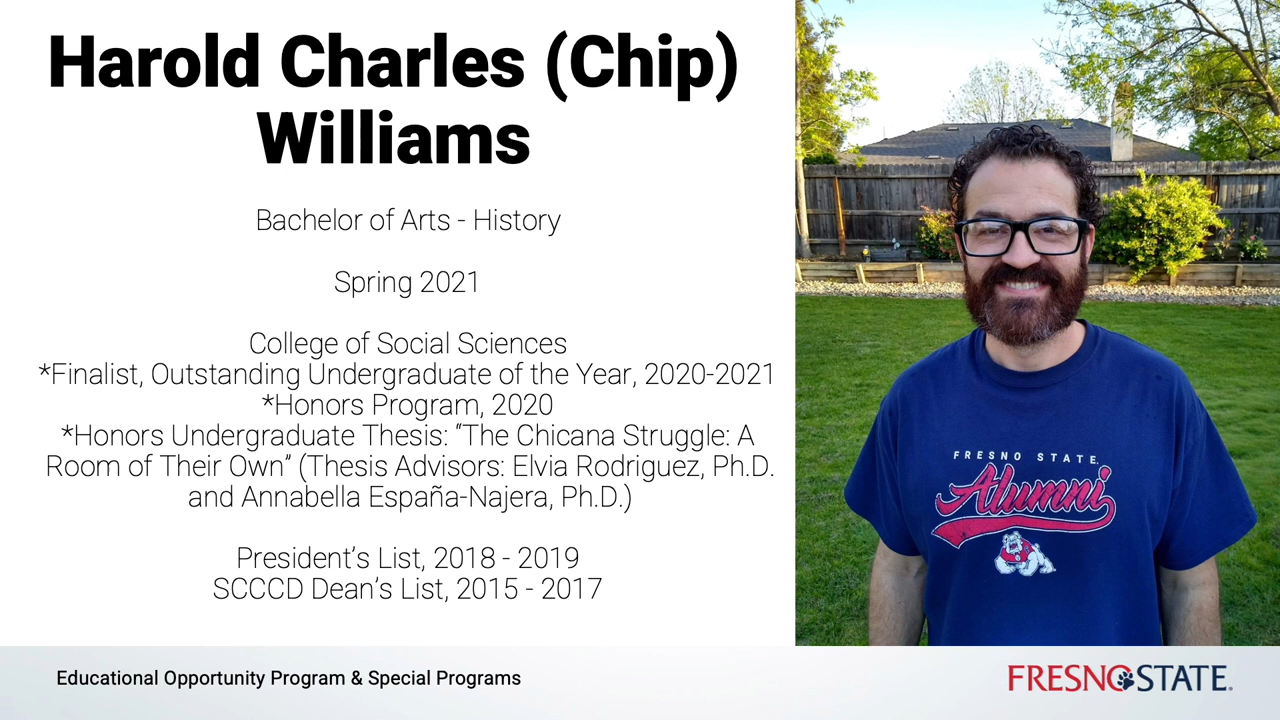 Harold Charles (Chip)
Williams
Bachelor of Arts - History
Spring 2021
College of Social Sciences
*Finalist, Outstanding Undergraduate of the Year, 2020-2021
*Honors Program, 2020
*Honors Undergraduate Thesis: “The Chicana Struggle: A
Room of Their Own” (Thesis Advisors: Elvia Rodriguez, Ph.D.
and Annabella España-Najera, Ph.D.)
President’s List, 2018 - 2019
SCCCD Dean’s List, 2015 - 2017
FRESNO STATE
Alumni
Educational Opportunity Program & Special Programs
FRESNO STATE